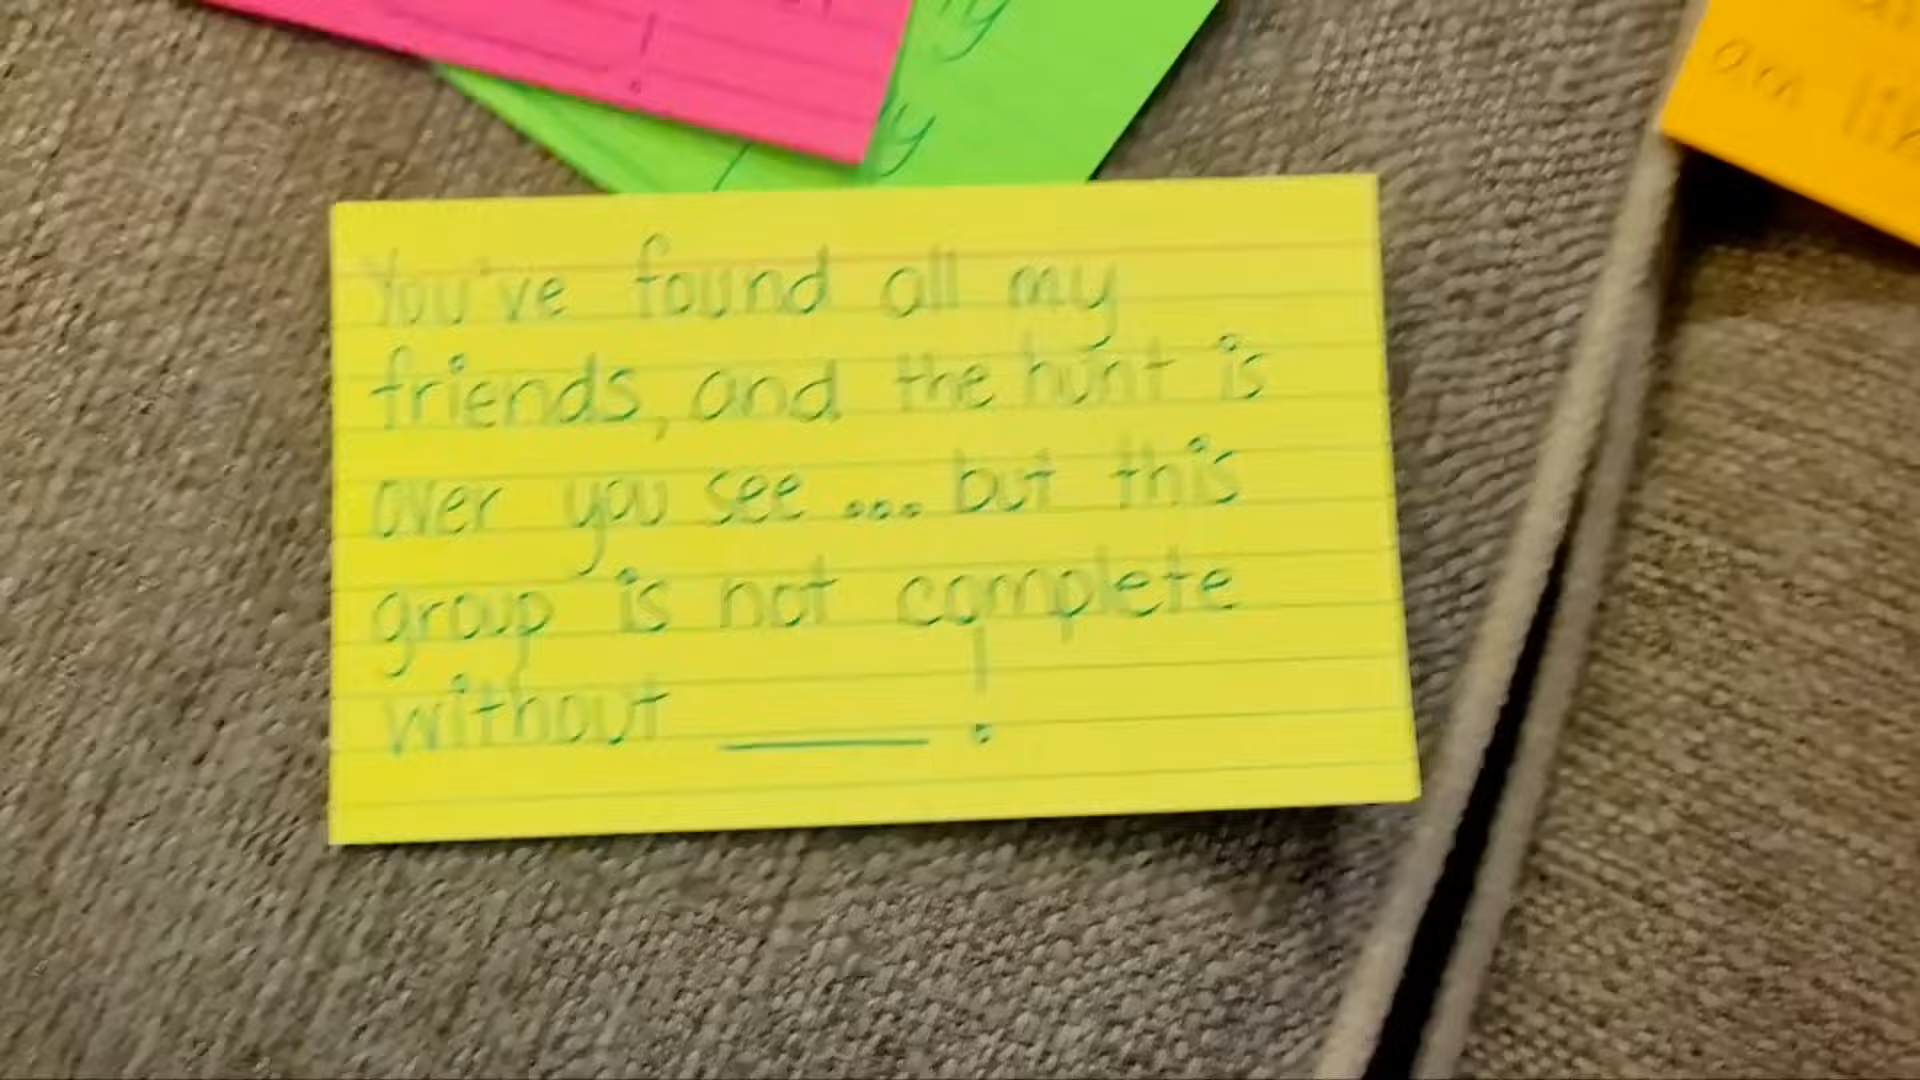 You've found all my
friends, and the hunt is
over you see... but this
group is not complete
without ____!
am